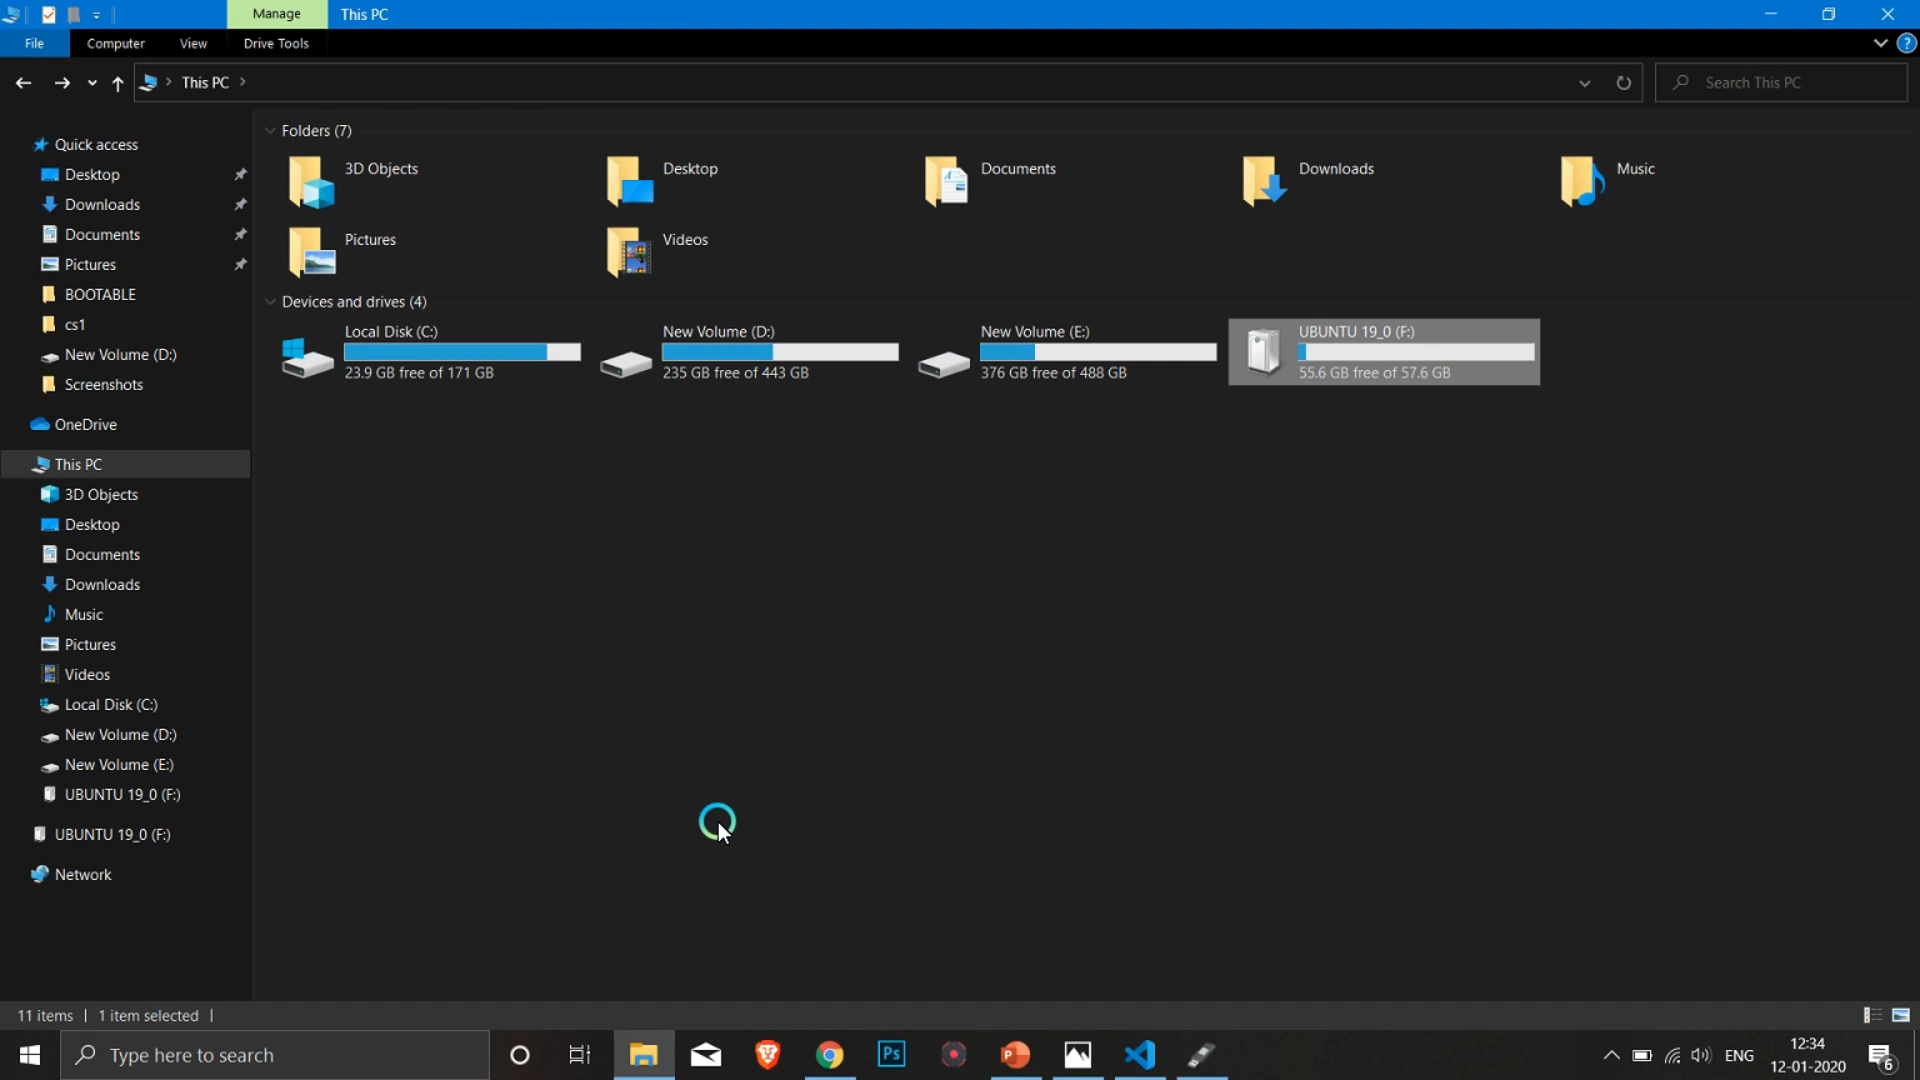 Manage
This PC
File
Computer
View
Drive Tools
This PC
Search This PC
Quick access
Desktop
Downloads
Documents
Pictures
BOOTABLE
cs1
New Volume (D:)
Screenshots
OneDrive
This PC
3D Objects
Desktop
Documents
Downloads
Music
Pictures
Videos
Local Disk (C:)
New Volume (D:)
New Volume (E:)
UBUNTU 19_0 (F:)
UBUNTU 19_0 (F:)
Network
Folders (7)
3D Objects
Desktop
Documents
Downloads
Music
Pictures
Videos
Devices and drives (4)
Local Disk (C:)
23.9 GB free of 171 GB
New Volume (D:)
235 GB free of 443 GB
New Volume (E:)
376 GB free of 488 GB
UBUNTU 19_0 (F:)
55.6 GB free of 57.6 GB
11 items
1 item selected
Type here to search
Ps
P
ENG
12:34
12-01-2020
6